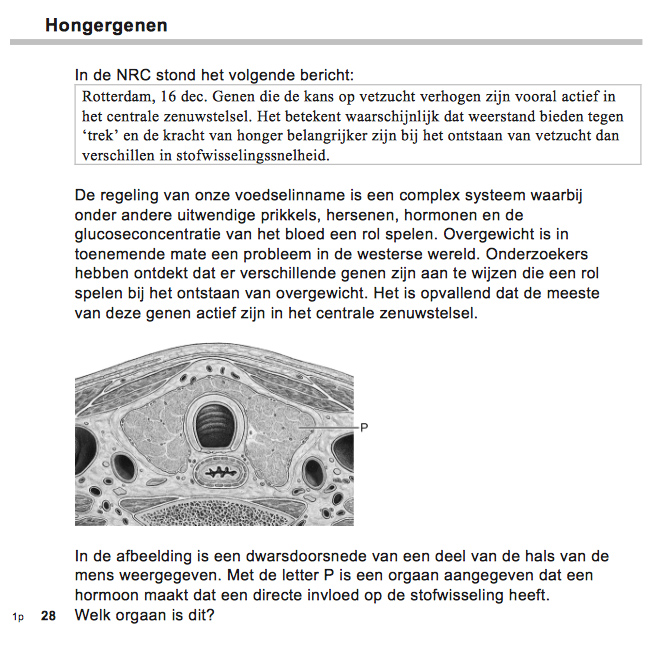 Hongergenen
In de NRC stond het volgende bericht:
Rotterdam, 16 dec. Genen die de kans op vetzucht verhogen zijn vooral actief in
het centrale zenuwstelsel. Het betekent waarschijnlijk dat weerstand bieden tegen
‘trek’ en de kracht van honger belangrijker zijn bij het ontstaan van vetzucht dan
verschillen in stofwisselingssnelheid.
De regeling van onze voedselinname is een complex systeem waarbij
onder andere uitwendige prikkels, hersenen, hormonen en de
glucoseconcentratie van het bloed een rol spelen. Overgewicht is in
toenemende mate een probleem in de westerse wereld. Onderzoekers
hebben ontdekt dat er verschillende genen zijn aan te wijzen die een rol
spelen bij het ontstaan van overgewicht. Het is opvallend dat de meeste
van deze genen actief zijn in het centrale zenuwstelsel.
P
In de afbeelding is een dwarsdoorsnede van een deel van de hals van de
mens weergegeven. Met de letter P is een orgaan aangegeven dat een
hormoon maakt dat een directe invloed op de stofwisseling heeft.
1p 28 Welk orgaan is dit?